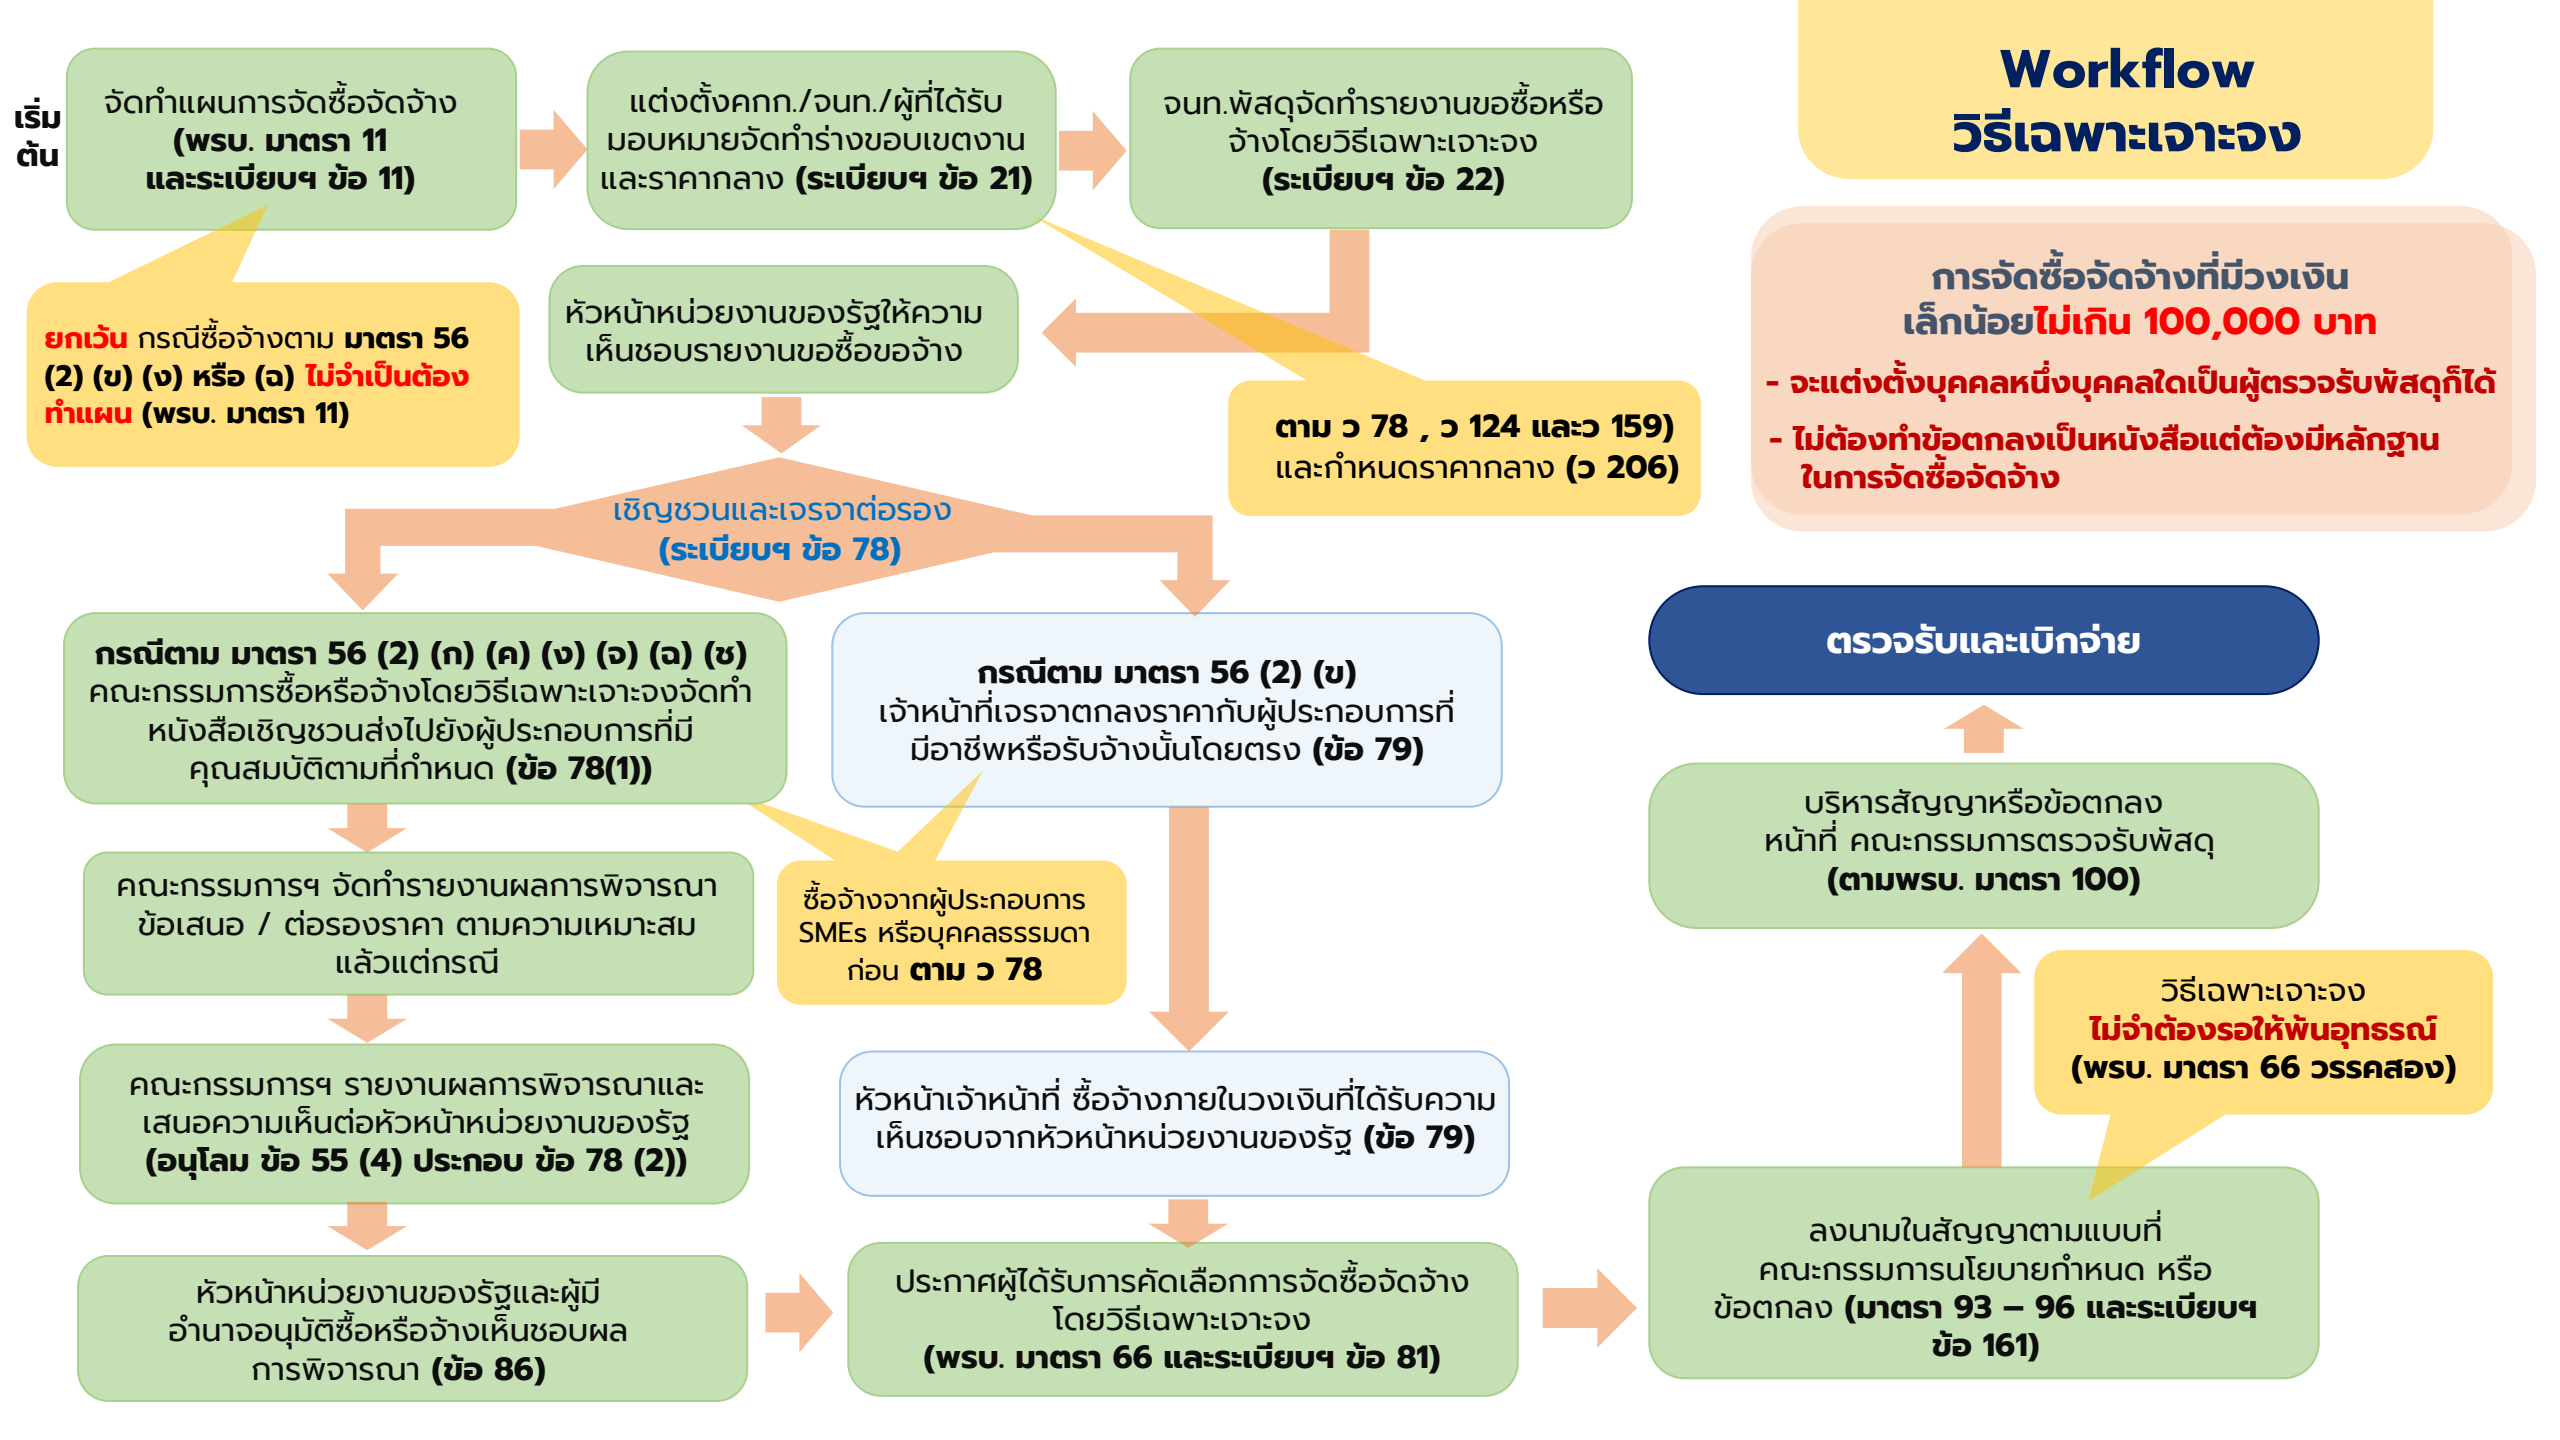 Workflow
วิธีเฉพาะเจาะจง
เริ่ม
ต้น
จัดทำแผนการจัดซื้อจัดจ้าง
(พรบ. มาตรา 11
และระเบียบฯ ข้อ 11)
แต่งตั้งคกก./จนท./ผู้ที่ได้รับ
มอบหมายจัดทำร่างขอบเขตงาน
และราคากลาง (ระเบียบฯ ข้อ 21)
จนท.พัสดุจัดทำรายงานขอซื้อหรือ
จ้างโดยวิธีเฉพาะเจาะจง
(ระเบียบฯ ข้อ 22)
ยกเว้น กรณีซื้อจ้างตาม มาตรา 56
(2) (ข) (ง) หรือ (ฉ) ไม่จำเป็นต้อง
ทำแผน (พรบ. มาตรา 11)
หัวหน้าหน่วยงานของรัฐให้ความ
เห็นชอบรายงานขอซื้อขอจ้าง
ตาม ว 78 , ว 124 และว 159)
และกำหนดราคากลาง (ว 206)
การจัดซื้อจัดจ้างที่มีวงเงิน
เล็กน้อยไม่เกิน 100,000 บาท
- จะแต่งตั้งบุคคลหนึ่งบุคคลใดเป็นผู้ตรวจรับพัสดุก็ได้
- ไม่ต้องทำข้อตกลงเป็นหนังสือแต่ต้องมีหลักฐาน
ในการจัดซื้อจัดจ้าง
เชิญชวนและเจรจาต่อรอง
(ระเบียบฯ ข้อ 78)
กรณีตาม มาตรา 56 (2) (ก) (ค) (ง) (จ) (ฉ) (ช)
คณะกรรมการซื้อหรือจ้างโดยวิธีเฉพาะเจาะจงจัดทำ
หนังสือเชิญชวนส่งไปยังผู้ประกอบการที่มี
คุณสมบัติตามที่กำหนด (ข้อ 78(1))
กรณีตาม มาตรา 56 (2) (ข)
เจ้าหน้าที่เจรจาตกลงราคากับผู้ประกอบการที่
มีอาชีพหรือรับจ้างนั้นโดยตรง (ข้อ 79)
ซื้อจ้างจากผู้ประกอบการ
SMEs หรือบุคคลธรรมดา
ก่อน ตาม ว 78
คณะกรรมการฯ จัดทำรายงานผลการพิจารณา
ข้อเสนอ / ต่อรองราคา ตามความเหมาะสม
แล้วแต่กรณี
คณะกรรมการฯ รายงานผลการพิจารณาและ
เสนอความเห็นต่อหัวหน้าหน่วยงานของรัฐ
(อนุโลม ข้อ 55 (4) ประกอบ ข้อ 78 (2))
หัวหน้าเจ้าหน้าที่ ซื้อจ้างภายในวงเงินที่ได้รับความ
เห็นชอบจากหัวหน้าหน่วยงานของรัฐ (ข้อ 79)
หัวหน้าหน่วยงานของรัฐและผู้มี
อำนาจอนุมัติซื้อหรือจ้างเห็นชอบผล
การพิจารณา (ข้อ 86)
ประกาศผู้ได้รับการคัดเลือกการจัดซื้อจัดจ้าง
โดยวิธีเฉพาะเจาะจง
(พรบ. มาตรา 66 และระเบียบฯ ข้อ 81)
ลงนามในสัญญาตามแบบที่
คณะกรรมการนโยบายกำหนด หรือ
ข้อตกลง (มาตรา 93 – 96 และระเบียบฯ
ข้อ 161)
วิธีเฉพาะเจาะจง
ไม่จำต้องรอให้พ้นอุทธรณ์
(พรบ. มาตรา 66 วรรคสอง)
บริหารสัญญาหรือข้อตกลง
หน้าที่ คณะกรรมการตรวจรับพัสดุ
(ตามพรบ. มาตรา 100)
ตรวจรับและเบิกจ่าย